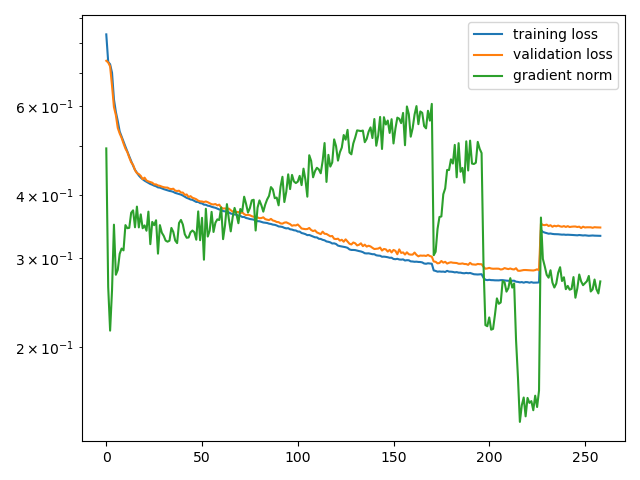 training loss
validation loss
gradient norm
6 × 10⁻¹
4 × 10⁻¹
3 × 10⁻¹
2 × 10⁻¹
0 50 100 150 200 250